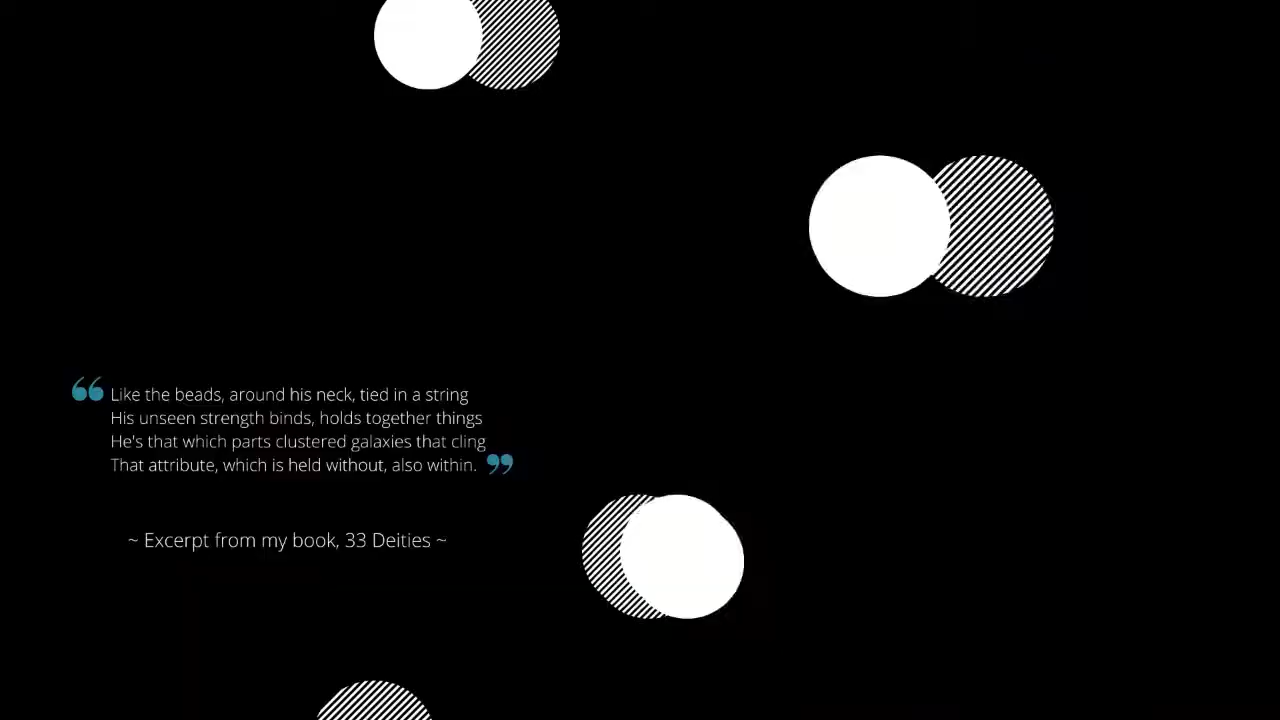 ❝ Like the beads, around his neck, tied in a string
His unseen strength binds, holds together things
He's that which parts clustered galaxies that cling
That attribute, which is held without, also within. ❞
~ Excerpt from my book, 33 Deities ~